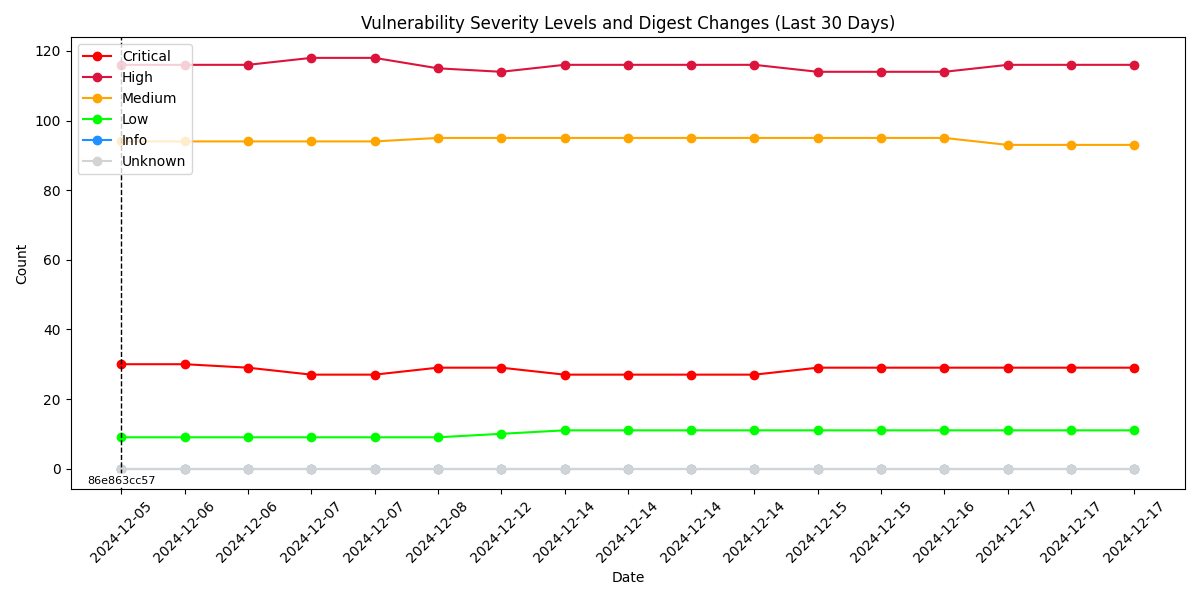 Vulnerability Severity Levels and Digest Changes (Last 30 Days)
Critical
High
Medium
Low
Info
Unknown
120
100
80
60
40
20
0
Count
86e863cc57
2024-12-05
2024-12-06
2024-12-06
2024-12-07
2024-12-07
2024-12-08
2024-12-12
2024-12-14
2024-12-14
2024-12-14
2024-12-14
2024-12-15
2024-12-15
2024-12-16
2024-12-17
2024-12-17
2024-12-17
Date